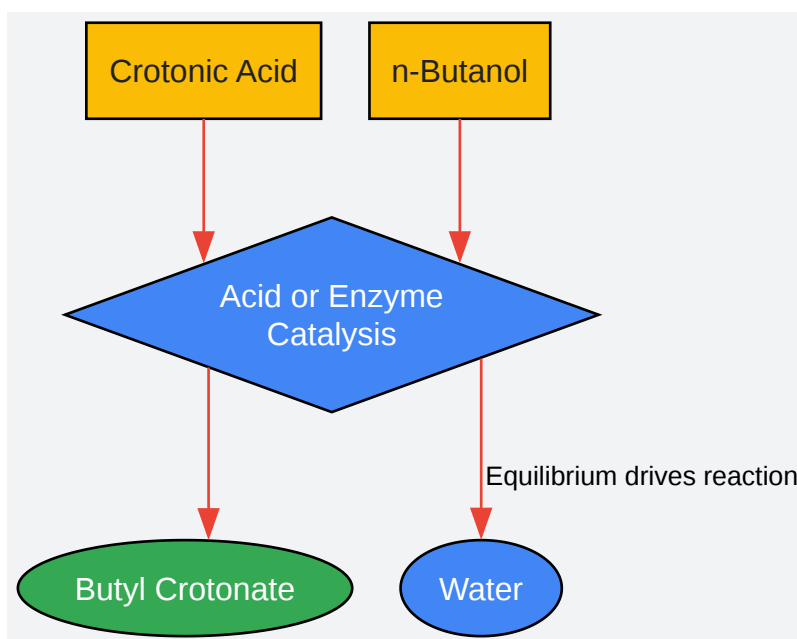 Crotonic Acid
n-Butanol
Acid or Enzyme
Catalysis
Equilibrium drives reaction
Butyl Crotonate
Water